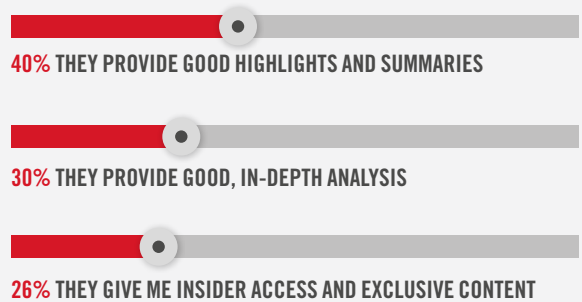 40% THEY PROVIDE GOOD HIGHLIGHTS AND SUMMARIES
30% THEY PROVIDE GOOD, IN-DEPTH ANALYSIS
26% THEY GIVE ME INSIDER ACCESS AND EXCLUSIVE CONTENT